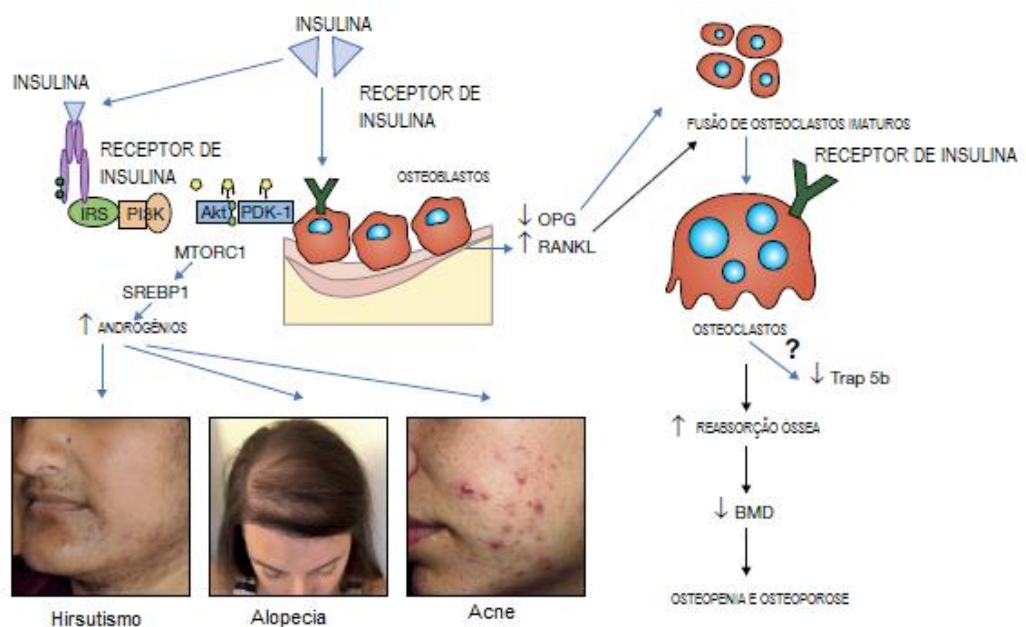 INSULINA
INSULINA
RECEPTOR DE
INSULINA
RECEPTOR DE
INSULINA
IRS
PI3K
Akt
PDK-1
OSTEOBLASTOS
MTORC1
SREBP1
↑ ANDROGÊNIOS
↓ OPG
↑ RANKL
FUSÃO DE OSTEOCLASTOS IMATUROS
RECEPTOR DE INSULINA
OSTEOCLASTOS
?
↓ Trap 5b
↑ REABSORÇÃO ÓSSEA
↓ BMD
OSTEOPENIA E OSTEOPOROSE
Hirsutismo
Alopecia
Acne